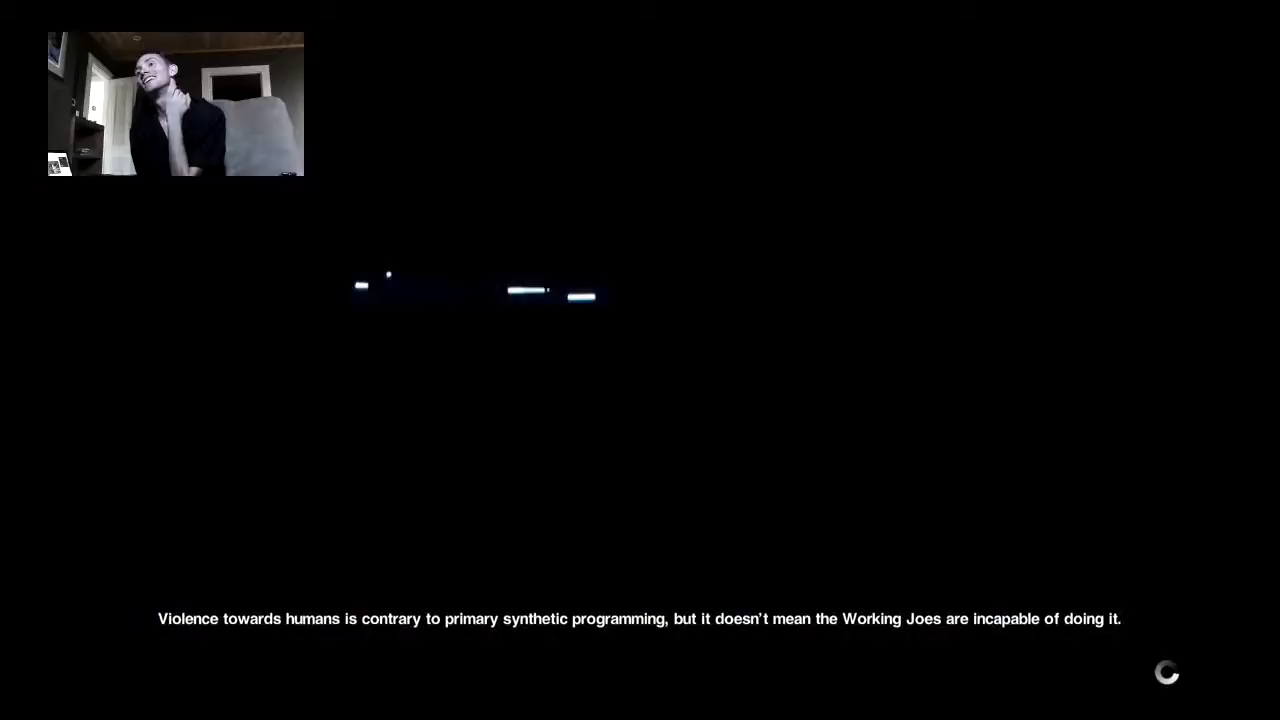 Violence towards humans is contrary to primary synthetic programming, but it doesn't mean the Working Joes are incapable of doing it.